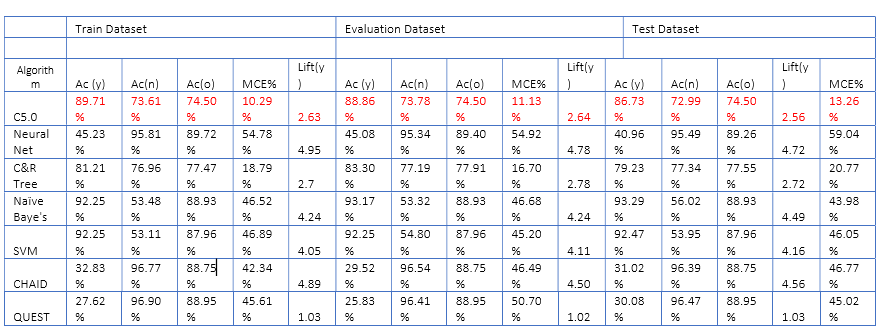 Train Dataset Evaluation Dataset Test Dataset
Algorith Lift(y Lift(y Lift(y
m Ac (y) Ac(n) Ac(o) MCE% ) Ac (y) Ac(n) Ac(o) MCE% ) Ac (y) Ac(n) Ac(o) ) MCE%
89.71 73.61 74.50 10.29 88.86 73.78 74.50 11.13 86.73 72.99 74.50 13.26
C5.0 % % % % 2.63 % % % % 2.64 % % % 2.56 %
Neural 45.23 95.81 89.72 54.78 45.08 95.34 89.40 54.92 40.96 95.49 89.26 59.04
Net % % % % 4.95 % % % % 4.78 % % % 4.72 %
C&R 81.21 76.96 77.47 18.79 83.30 77.19 77.91 16.70 79.23 77.34 77.55 20.77
Tree % % % % 2.7 % % % % 2.78 % % % 2.72 %
Naïve 92.25 53.48 88.93 46.52 93.17 53.32 88.93 46.68 93.29 56.02 88.93 43.98
Baye's % % % % 4.24 % % % % 4.24 % % % 4.49 %
92.25 53.11 87.96 46.89 92.25 54.80 87.96 45.20 92.47 53.95 87.96 46.05
SVM % % % % 4.05 % % % % 4.11 % % % 4.16 %
32.83 96.77 88.75 42.34 29.52 96.54 88.75 46.49 31.02 96.39 88.75 46.77
CHAID % % % % 4.89 % % % % 4.50 % % % 4.56 %
27.62 96.90 88.95 45.61 25.83 96.41 88.95 50.70 30.08 96.47 88.95 45.02
QUEST % % % % 1.03 % % % % 1.02 % % % 1.03 %